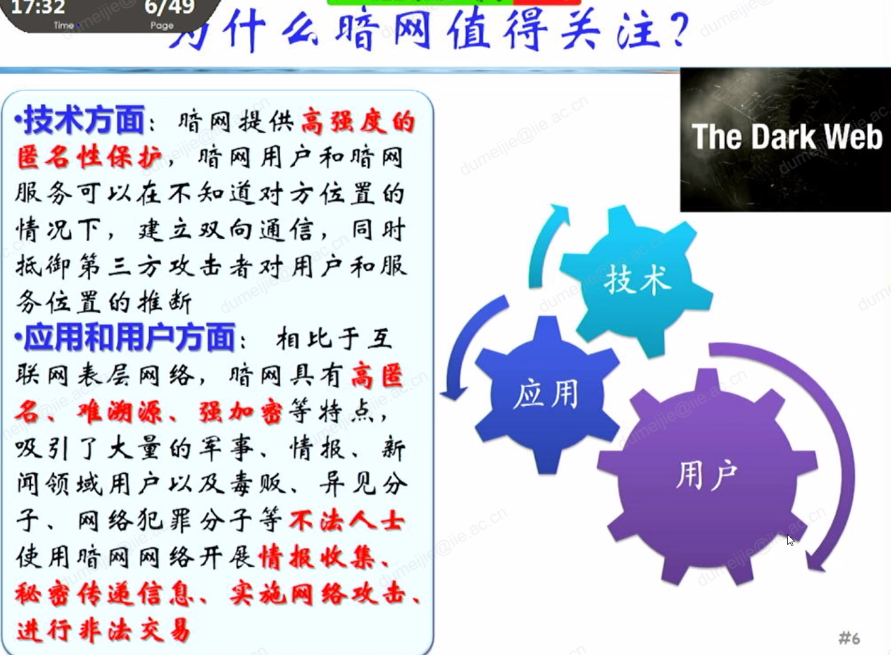 17:32
6/49
Time
Page
为什么暗网值得关注?
The Dark Web
•技术方面：暗网提供高强度的
匿名性保护，暗网用户和暗网
服务可以在不知道对方位置的
情况下，建立双向通信，同时
抵御第三方攻击者对用户和服
务位置的推断
•应用和用户方面：相比于互
联网表层网络，暗网具有高匿
名、难溯源、强加密等特点，
吸引了大量的军事、情报、新
闻领域用户以及毒贩、异见分
子、网络犯罪分子等不法人士
使用暗网网络开展情报收集、
秘密传递信息、实施网络攻击、
进行非法交易
技术
应用
用户
#6
dumeijie@iie.ac.cn